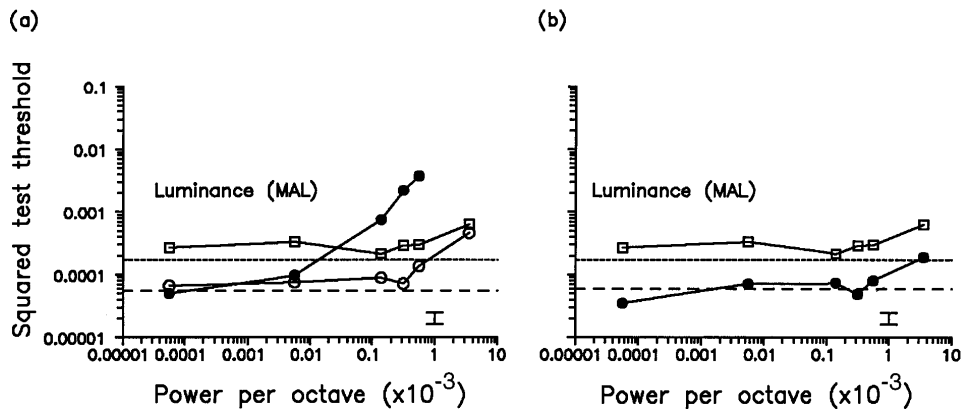 (a)
Squared test threshold
0.1
0.01
0.001
0.0001
0.00001
Luminance (MAL)
0.00001 0.0001 0.001 0.01 0.1 1 10
Power per octave (x10⁻³)
(b)
Luminance (MAL)
0.00001 0.0001 0.001 0.01 0.1 1 10
Power per octave (x10⁻³)